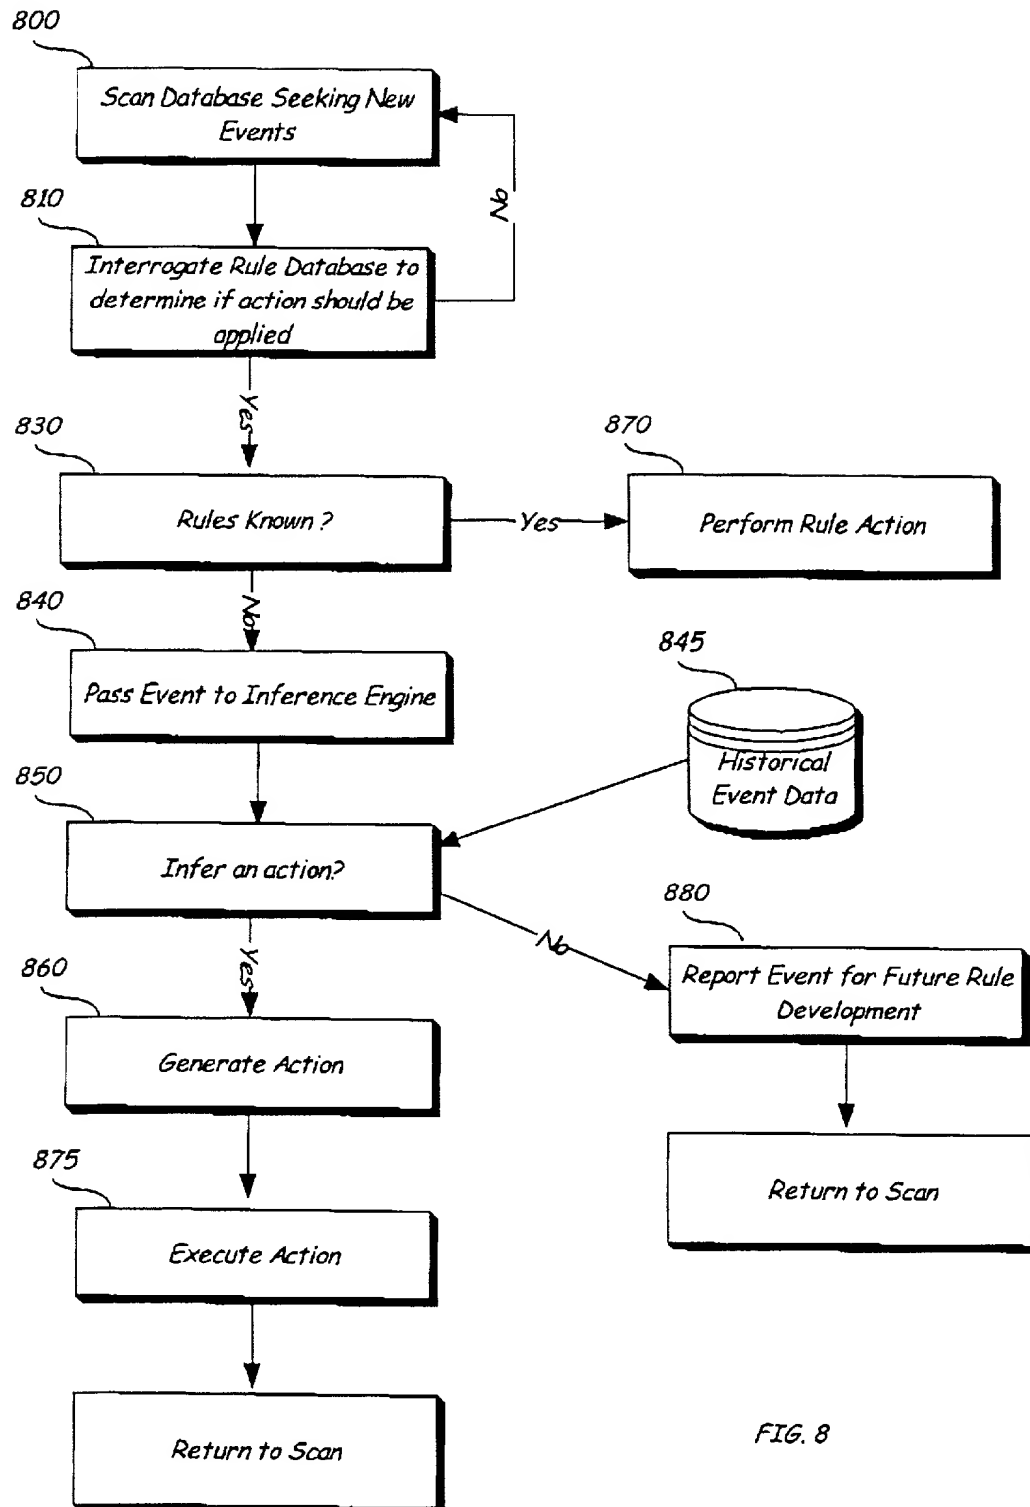 800
Scan Database Seeking New
Events
810
No
Interrogate Rule Database to
determine if action should be
applied
Yes
830
870
Rules Known?
Yes
Perform Rule Action
No
840
845
Pass Event to Inference Engine
Historical
Event Data
850
Infer an action?
880
No
Yes
860
Report Event for Future Rule
Development
Generate Action
875
Return to Scan
Execute Action
Return to Scan
FIG. 8